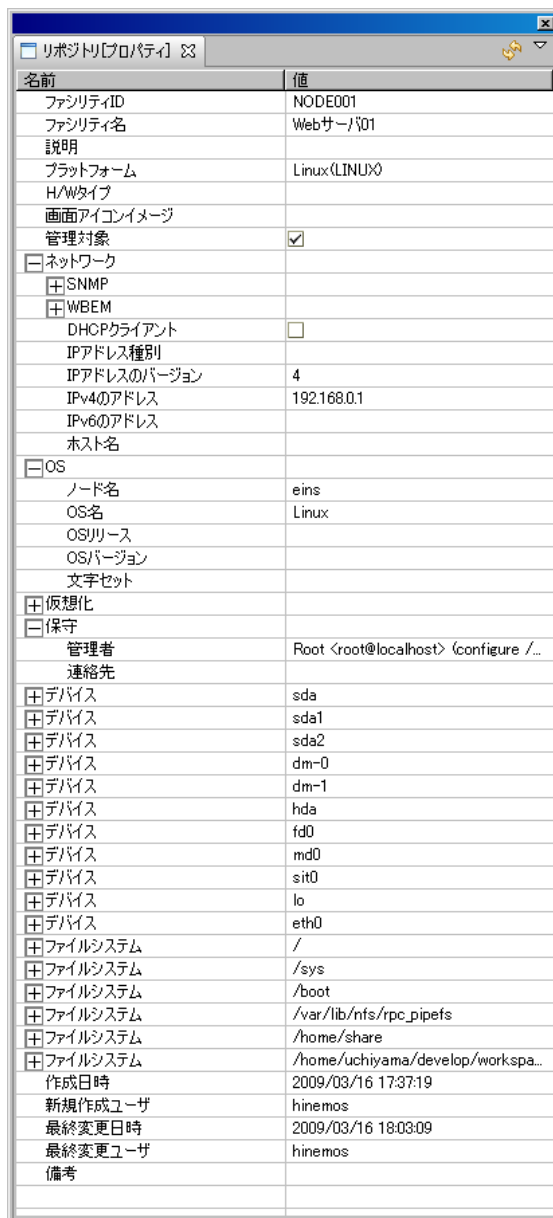 リポジトリ[プロパティ]
名前 値
ファシリティID NODE001
ファシリティ名 Webサーバ01
説明
プラットフォーム Linux(LINUX)
H/Wタイプ
画面アイコンイメージ
管理対象
ネットワーク
SNMP
WBEM
DHCPクライアント
IPアドレス種別
IPアドレスのバージョン 4
IPv4のアドレス 192.168.0.1
IPv6のアドレス
ホスト名
OS
ノード名 eins
OS名 Linux
OSリリース
OSバージョン
文字セット
仮想化
保守
管理者 Root <root@localhost> (configure /...
連絡先
デバイス sda
デバイス sda1
デバイス sda2
デバイス dm-0
デバイス dm-1
デバイス hda
デバイス fd0
デバイス md0
デバイス sit0
デバイス lo
デバイス eth0
ファイルシステム /
ファイルシステム /sys
ファイルシステム /boot
ファイルシステム /var/lib/nfs/rpc_pipefs
ファイルシステム /home/share
ファイルシステム /home/uchiyama/develop/workspa...
作成日時 2009/03/16 17:37:19
新規作成ユーザ hinemos
最終変更日時 2009/03/16 18:03:09
最終変更ユーザ hinemos
備考